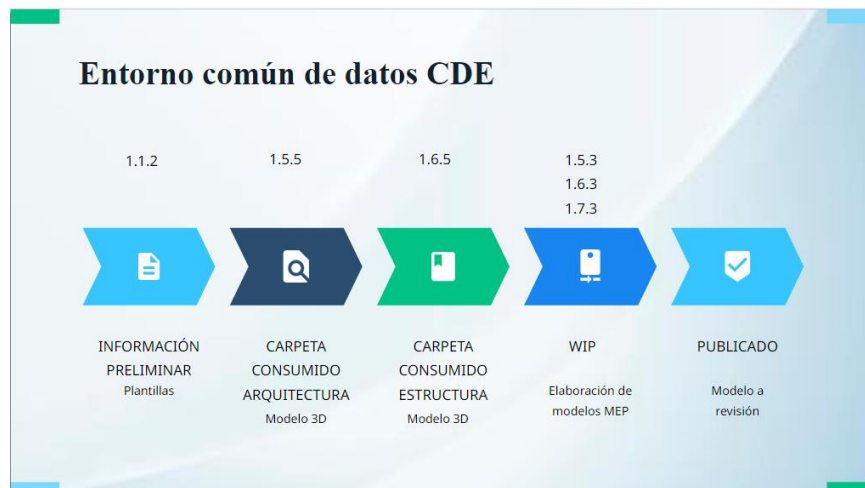 Entorno común de datos CDE
1.1.2
1.5.5
1.6.5
1.5.3
1.6.3
1.7.3
INFORMACIÓN
PRELIMINAR
Plantillas
CARPETA
CONSUMIDO
ARQUITECTURA
Modelo 3D
CARPETA
CONSUMIDO
ESTRUCTURA
Modelo 3D
WIP
Elaboración de
modelos MEP
PUBLICADO
Modelo a
revisión